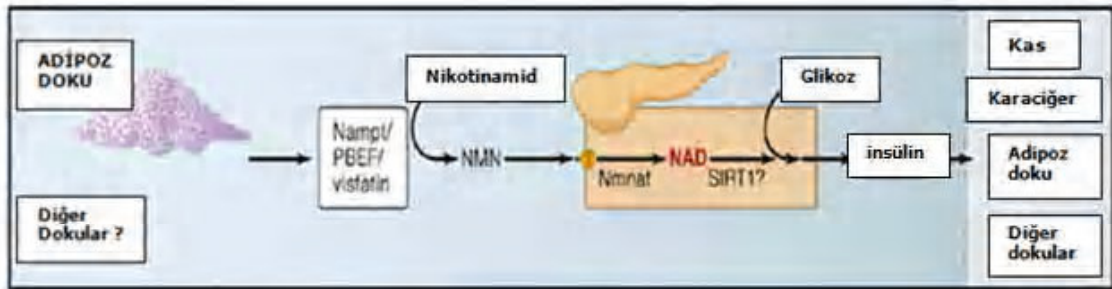 ADİPOZ
DOKU
Diğer
Dokular ?
Nampt/
PBEF/
visfatin
Nikotinamid
NMN
Nmnat
NAD
SIRT1?
Glikoz
insülin
Kas
Karaciğer
Adipoz
doku
Diğer
dokular